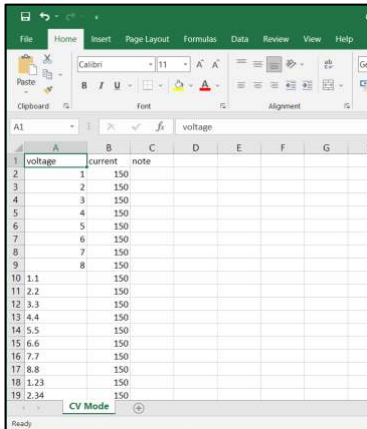 File Home Insert Page Layout Formulas Data Review View Help
Calibri 11 A A ab
Paste B I U A
Clipboard Font Alignment
A1 fx voltage
A B C D E F G
1 voltage current note
2 1 150
3 2 150
4 3 150
5 4 150
6 5 150
7 6 150
8 7 150
9 8 150
10 1.1 150
11 2.2 150
12 3.3 150
13 4.4 150
14 5.5 150
15 6.6 150
16 7.7 150
17 8.8 150
18 1.23 150
19 2.34 150
CV Mode
Ready